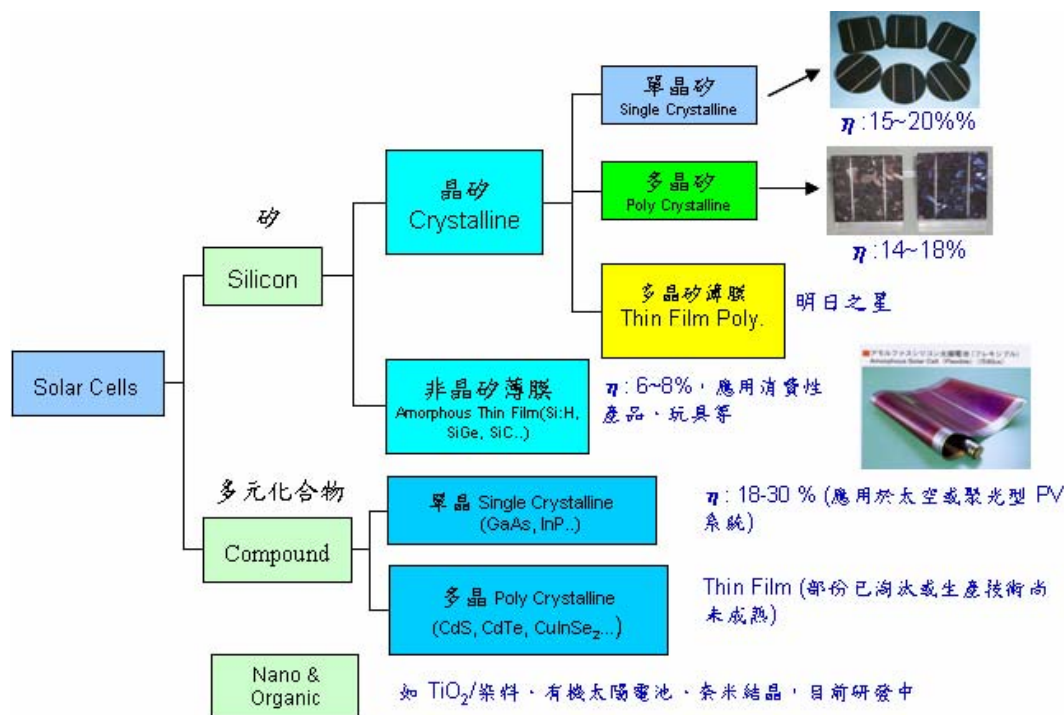 單晶矽
Single Crystalline
η:15~20%%
多晶矽
Poly Crystalline
η:14~18%
矽
晶矽
Crystalline
Silicon
多晶矽薄膜
Thin Film Poly.
明日之星
Solar Cells
非晶矽薄膜
Amorphous Thin Film(Si:H,
SiGe, SiC..)
η: 6~8%，應用消費性
產品、玩具等
Amorphous Solar Cell (Flexible)
多元化合物
Compound
單晶 Single Crystalline
(GaAs, InP..)
η: 18-30 % (應用於太空或聚光型 PV
系統)
多晶 Poly Crystalline
(CdS, CdTe, CuInSe₂...)
Thin Film (部份已淘汰或生產技術尚
未成熟)
Nano &
Organic
如 TiO₂/染料、有機太陽電池、奈米結晶，目前研發中